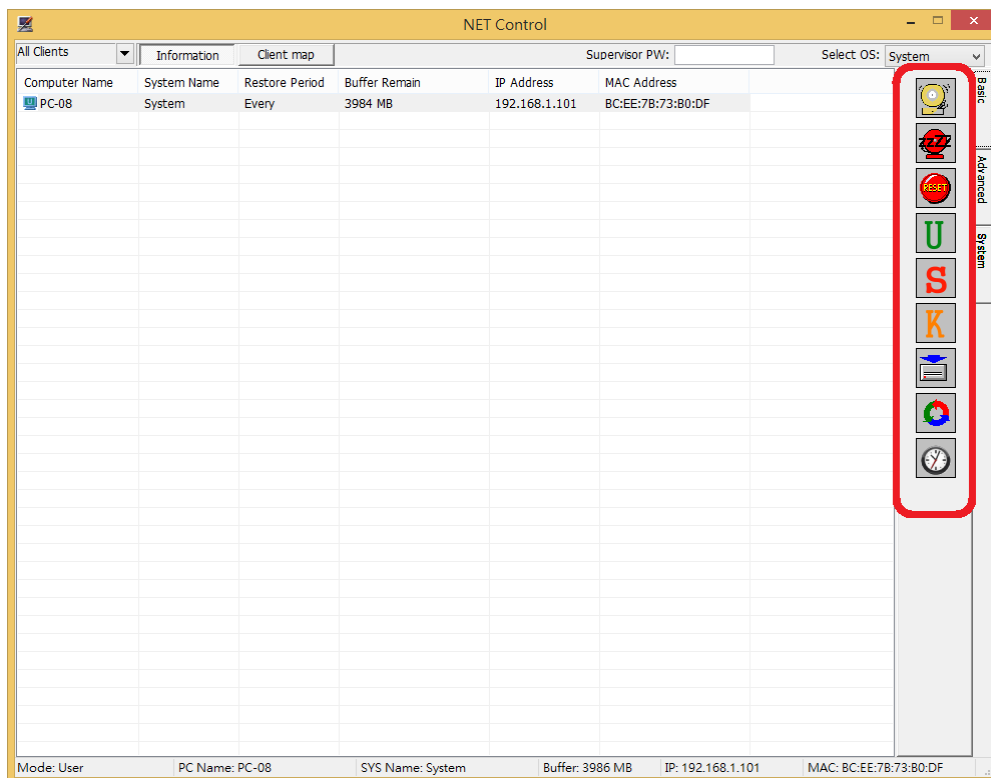 NET Control
All Clients Information Client map Supervisor PW: Select OS: System
Computer Name System Name Restore Period Buffer Remain IP Address MAC Address
PC-08 System Every 3984 MB 192.168.1.101 BC:EE:7B:73:B0:DF
Basic
Advanced
System
zzZZ
RESET
U
S
K
Mode: User PC Name: PC-08 SYS Name: System Buffer: 3986 MB IP: 192.168.1.101 MAC: BC:EE:7B:73:B0:DF